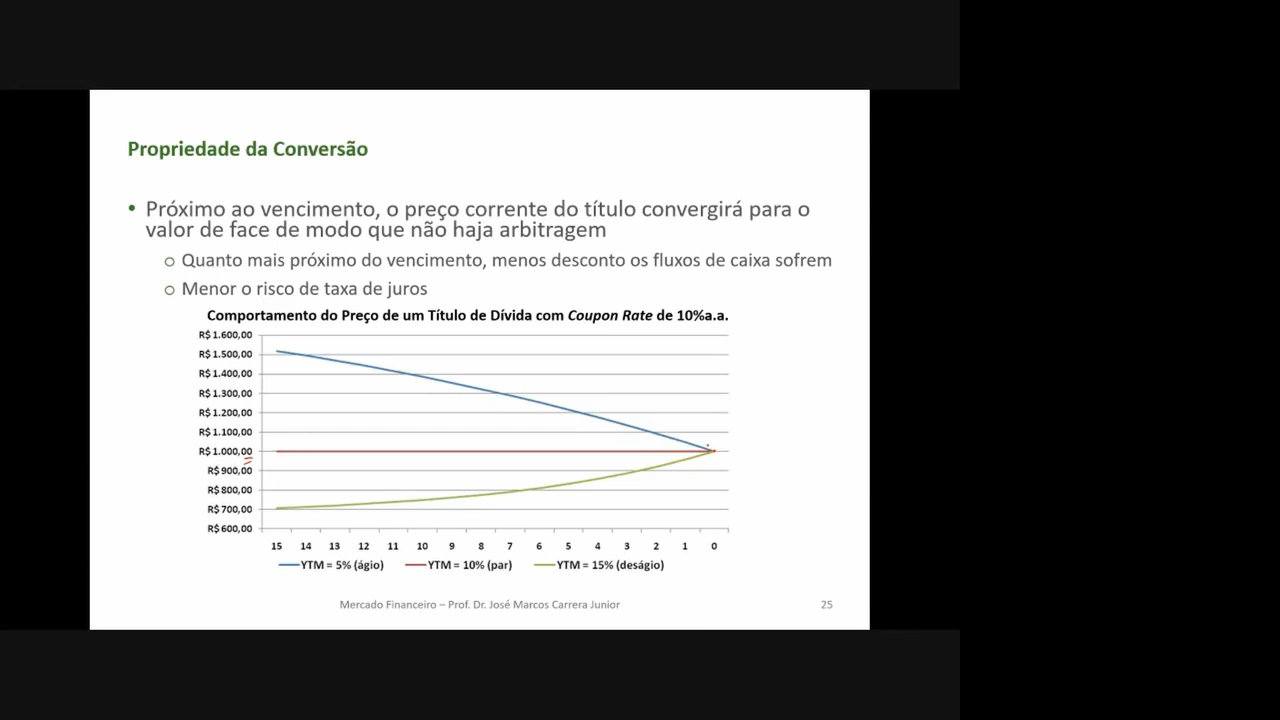 Propriedade da Conversão
• Próximo ao vencimento, o preço corrente do título convergirá para o
valor de face de modo que não haja arbitragem
o Quanto mais próximo do vencimento, menos desconto os fluxos de caixa sofrem
o Menor o risco de taxa de juros
Comportamento do Preço de um Título de Dívida com Coupon Rate de 10%a.a.
R$ 1.600,00
R$ 1.500,00
R$ 1.400,00
R$ 1.300,00
R$ 1.200,00
R$ 1.100,00
R$ 1.000,00
R$ 900,00
R$ 800,00
R$ 700,00
R$ 600,00
15 14 13 12 11 10 9 8 7 6 5 4 3 2 1 0
YTM = 5% (ágio) YTM = 10% (par) YTM = 15% (deságio)
Mercado Financeiro – Prof. Dr. José Marcos Carrera Junior 25